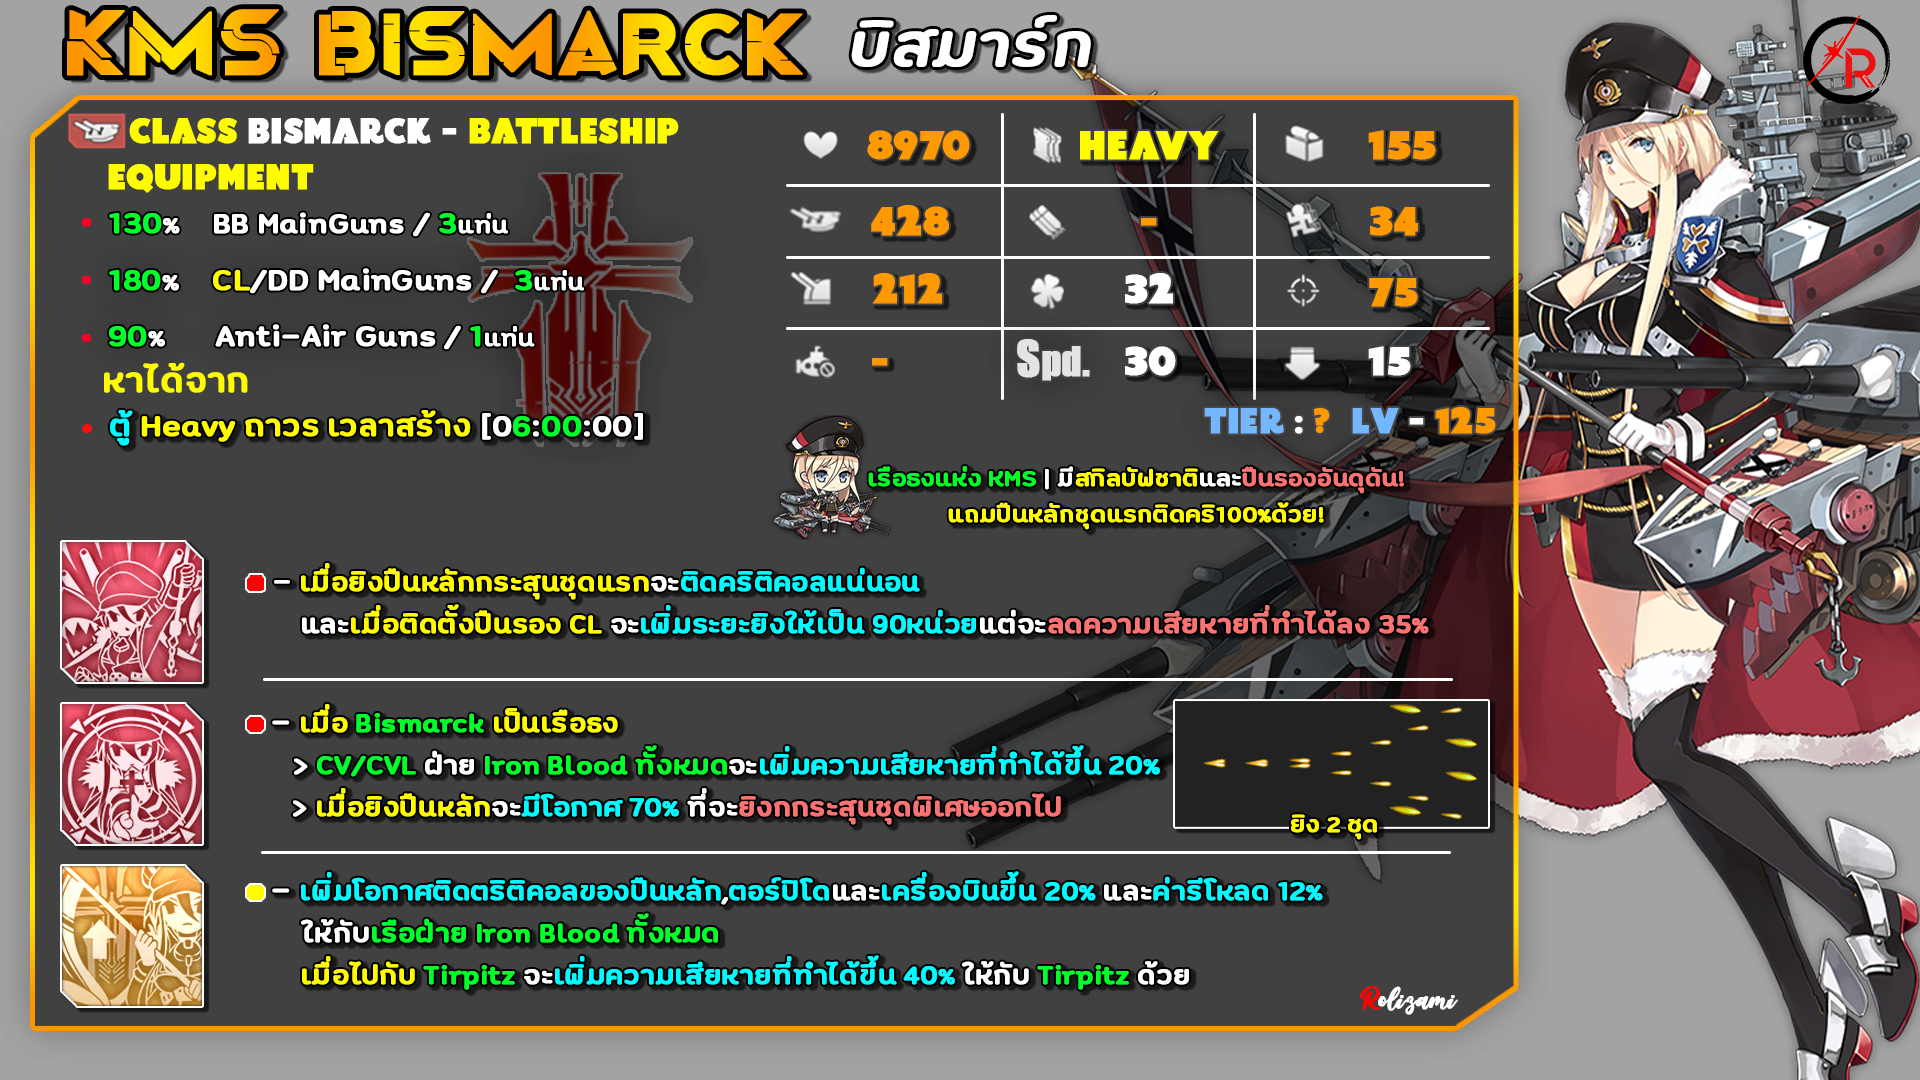 KMS BISMARCK บิสมาร์ก
R
CLASS BISMARCK - BATTLESHIP
EQUIPMENT
130% BB MainGuns / 3แท่น
180% CL/DD MainGuns / 3แท่น
90% Anti-Air Guns / 1แท่น
หาได้จาก
ตู้ Heavy ถาวร เวลาสร้าง [06:00:00]
8970 HEAVY 155
428 - 34
212 32 75
- Spd. 30 15
TIER : ? LV - 125
เรือธงแห่ง KMS | มีสกิลบัฟชาติและปืนรองอันดุดัน!
แถมปืนหลักชุดแรกติดคริ100%ด้วย!
- เมื่อยิงปืนหลักกระสุนชุดแรกจะติดคริติคอลแน่นอน
และเมื่อติดตั้งปืนรอง CL จะเพิ่มระยะยิงให้เป็น 90หน่วยแต่จะลดความเสียหายที่ทำได้ลง 35%
- เมื่อ Bismarck เป็นเรือธง
> CV/CVL ฝ่าย Iron Blood ทั้งหมดจะเพิ่มความเสียหายที่ทำได้ขึ้น 20%
> เมื่อยิงปืนหลักจะมีโอกาศ 70% ที่จะยิงกกระสุนชุดพิเศษออกไป
ยิง 2 ชุด
- เพิ่มโอกาศติดตริติคอลของปืนหลัก,ตอร์ปิโดและเครื่องบินขึ้น 20% และค่ารีโหลด 12%
ให้กับเรือฝ่าย Iron Blood ทั้งหมด
เมื่อไปกับ Tirpitz จะเพิ่มความเสียหายที่ทำได้ขึ้น 40% ให้กับ Tirpitz ด้วย
Rolizami